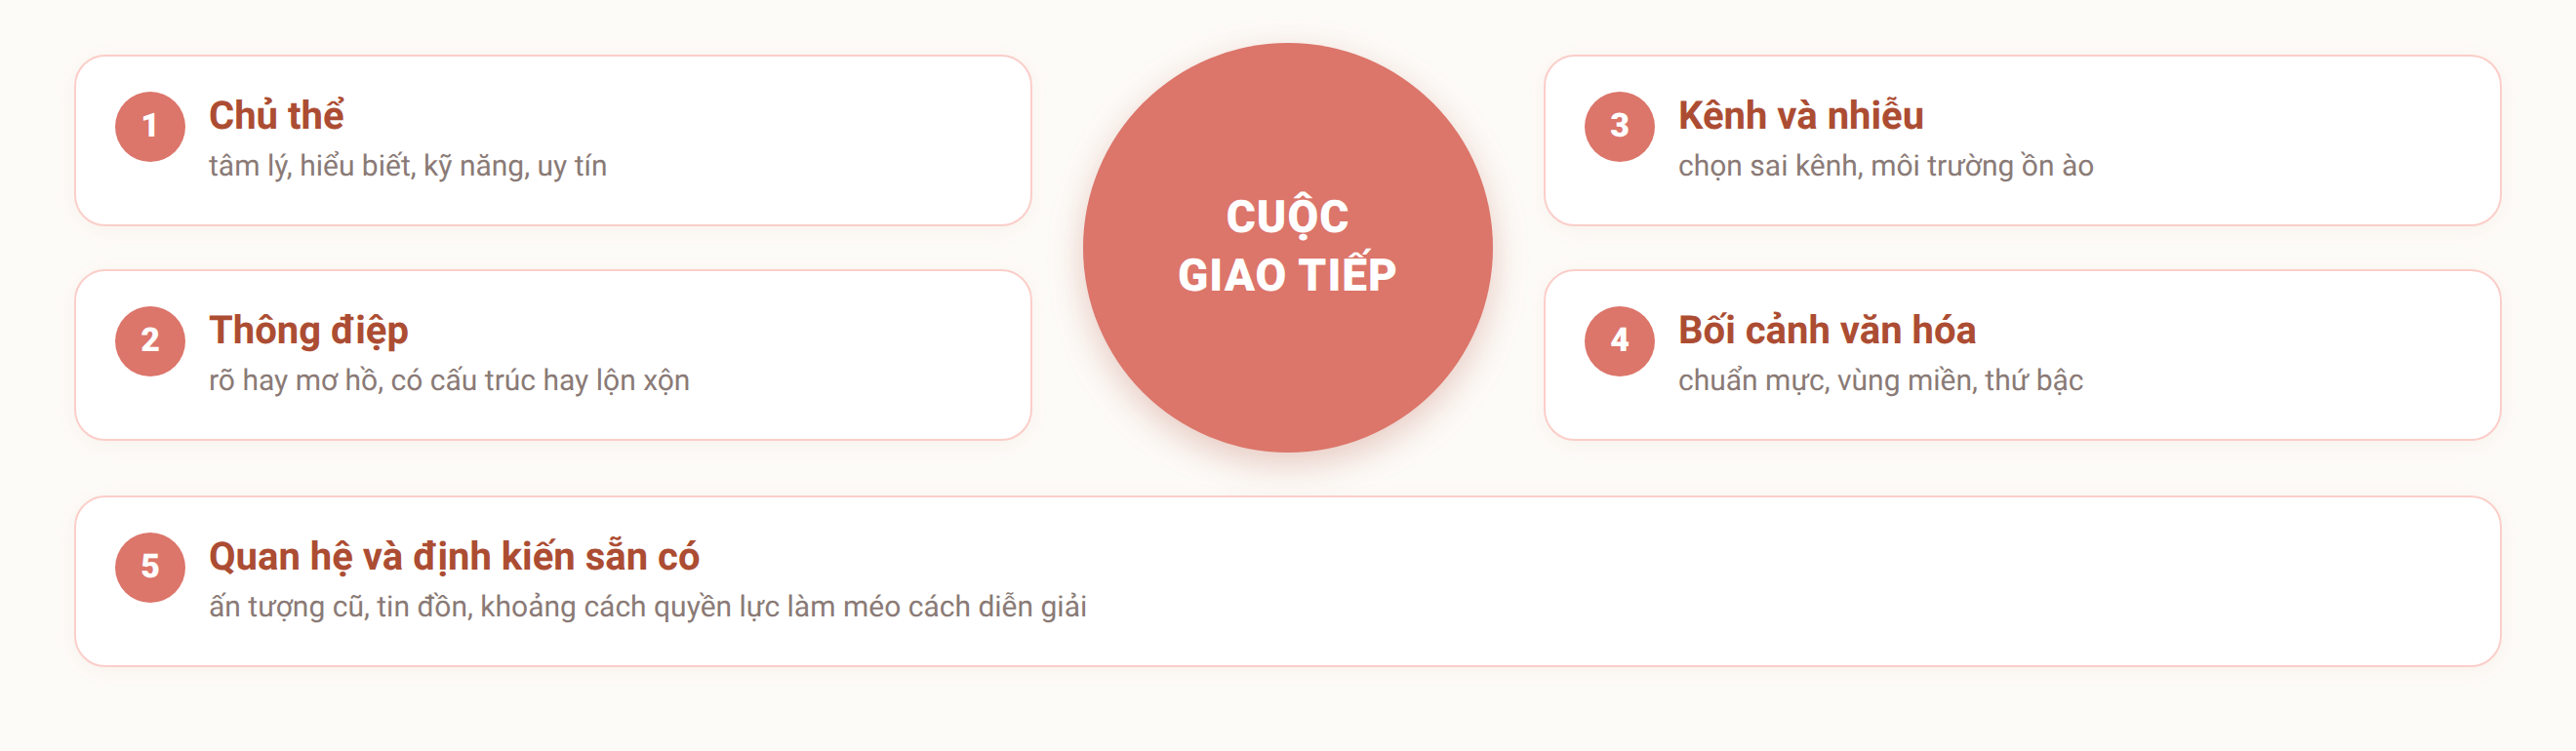 1
Chủ thể
tâm lý, hiểu biết, kỹ năng, uy tín
2
Thông điệp
rõ hay mơ hồ, có cấu trúc hay lộn xộn
CUỘC
GIAO TIẾP
3
Kênh và nhiễu
chọn sai kênh, môi trường ồn ào
4
Bối cảnh văn hóa
chuẩn mực, vùng miền, thứ bậc
5
Quan hệ và định kiến sẵn có
ấn tượng cũ, tin đồn, khoảng cách quyền lực làm méo cách diễn giải